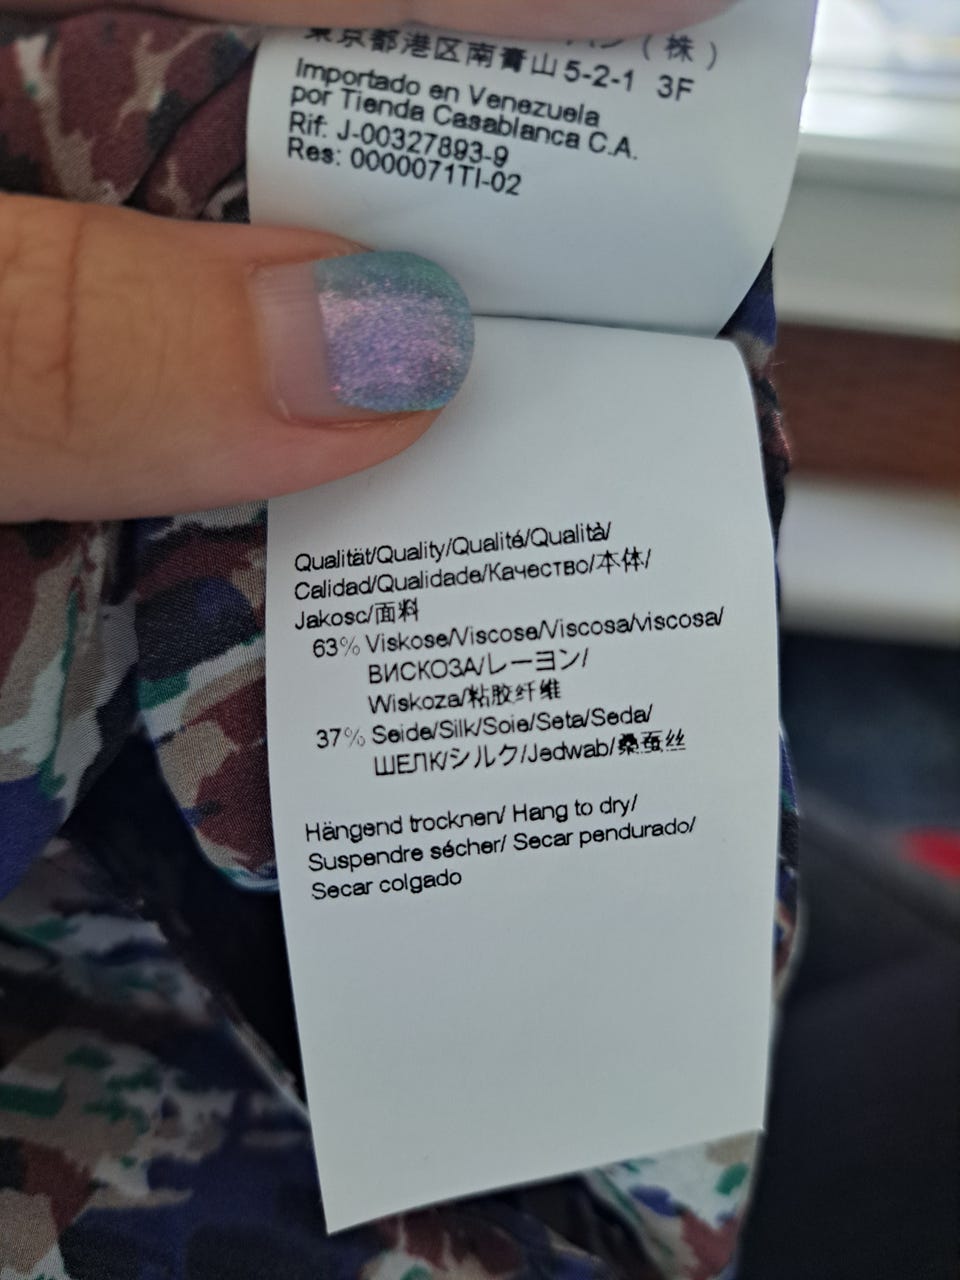 東京都港区南青山5-2-1 3F
Importado en Venezuela
por Tienda Casablanca C.A.
Rif: J-00327893-9
Res: 0000071TI-02
Qualität/Quality/Qualité/Qualità/
Calidad/Qualidade/Качество/本体/
Jakosc/面料
63% Viskose/Viscose/Viscosa/viscosa/
ВИСКОЗА/レーヨン/
Wiskoza/粘胶纤维
37% Seide/Silk/Soie/Seta/Seda/
ШЕЛК/シルク/Jedwab/桑蚕丝
Hängend trocknen/ Hang to dry/
Suspendre sécher/ Secar pendurado/
Secar colgado